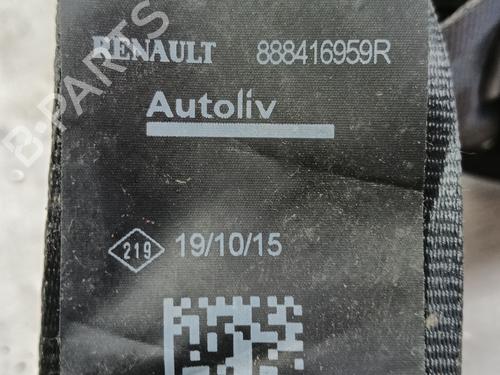 RENAULT 888416959R
Autoliv
219 19/10/15
B-PARTS